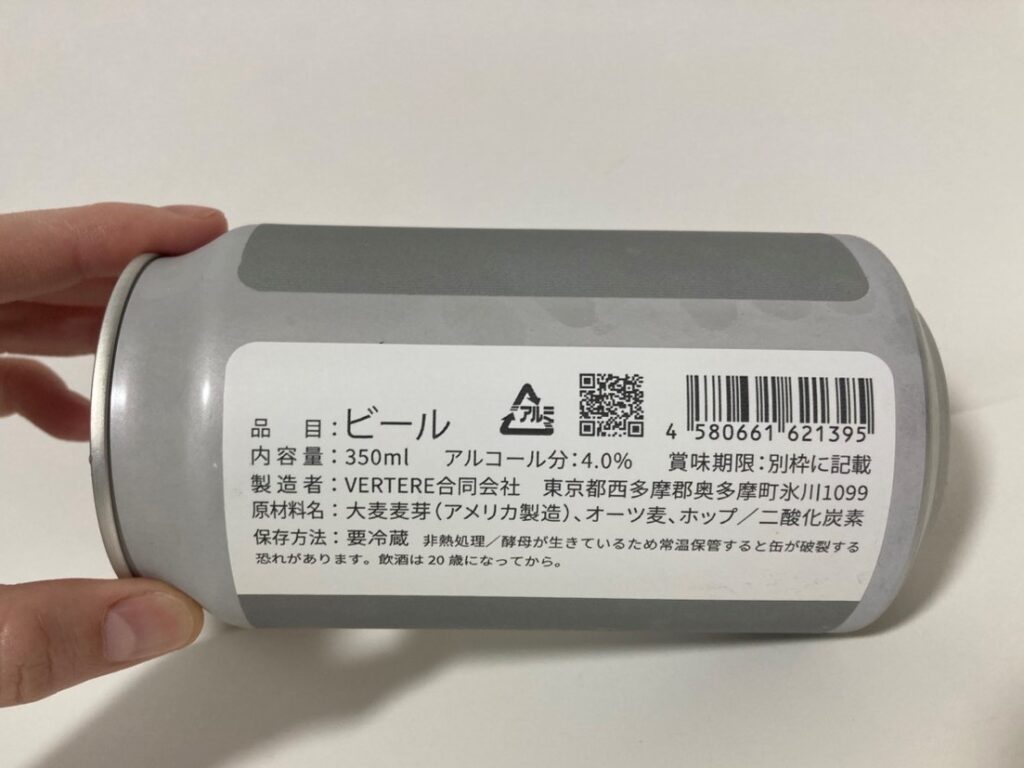 アルミ
品　目：ビール
4 580661 621395
内容量：350ml　アルコール分：4.0%　賞味期限：別枠に記載
製造者：VERTERE合同会社　東京都西多摩郡奥多摩町氷川1099
原材料名：大麦麦芽（アメリカ製造）、オーツ麦、ホップ／二酸化炭素
保存方法：要冷蔵　非熱処理／酵母が生きているため常温保管すると缶が破裂する
恐れがあります。飲酒は20歳になってから。